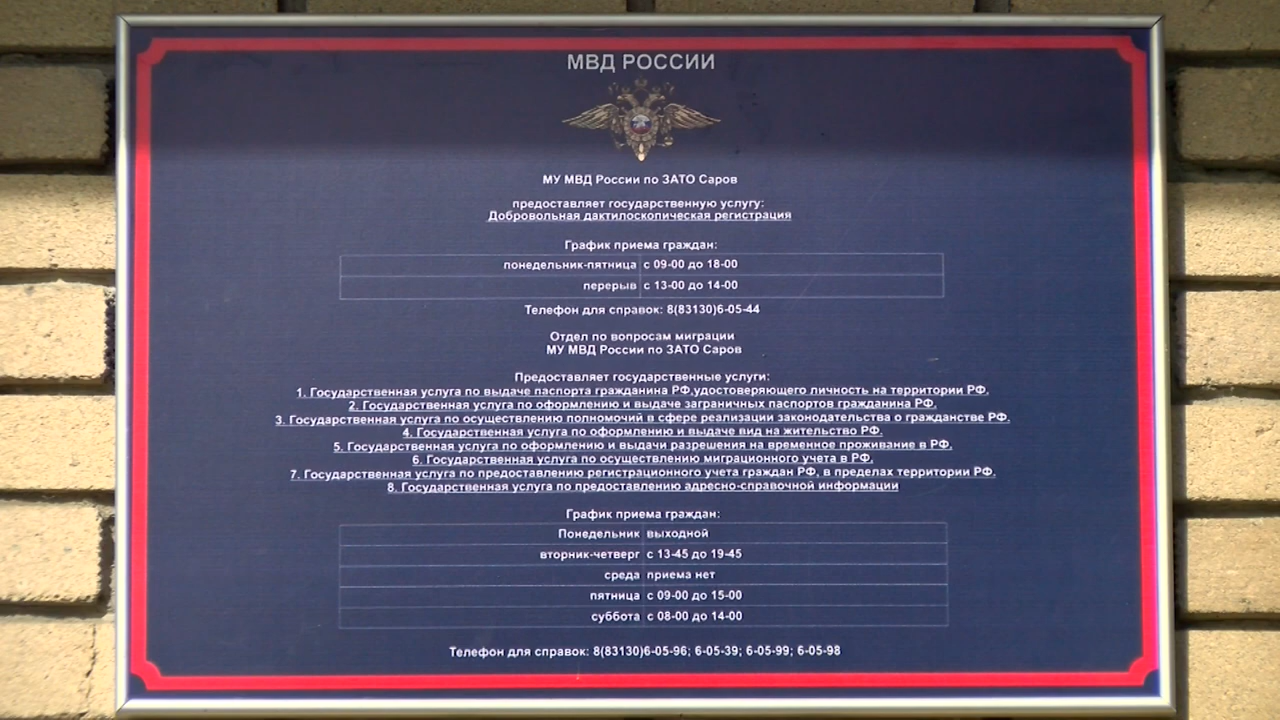 МВД РОССИИ
МУ МВД России по ЗАТО Саров
предоставляет государственную услугу:
Добровольная дактилоскопическая регистрация
График приема граждан:
понедельник-пятница с 09-00 до 18-00
перерыв с 13-00 до 14-00
Телефон для справок: 8(83130)6-05-44
Отдел по вопросам миграции
МУ МВД России по ЗАТО Саров
Предоставляет государственные услуги:
1. Государственная услуга по выдаче паспорта гражданина РФ,удостоверяющего личность на территории РФ.
2. Государственная услуга по оформлению и выдаче заграничных паспортов гражданина РФ.
3. Государственная услуга по осуществлению полномочий в сфере реализации законодательства о гражданстве РФ.
4. Государственная услуга по оформлению и выдаче вид на жительство РФ.
5. Государственная услуга по оформлению и выдачи разрешения на временное проживание в РФ.
6. Государственная услуга по осуществлению миграционного учета в РФ.
7. Государственная услуга по предоставлению регистрационного учета граждан РФ, в пределах территории РФ.
8. Государственная услуга по предоставлению адресно-справочной информации
График приема граждан:
Понедельник выходной
вторник-четверг с 13-45 до 19-45
среда приема нет
пятница с 09-00 до 15-00
суббота с 08-00 до 14-00
Телефон для справок: 8(83130)6-05-96; 6-05-39; 6-05-99; 6-05-98